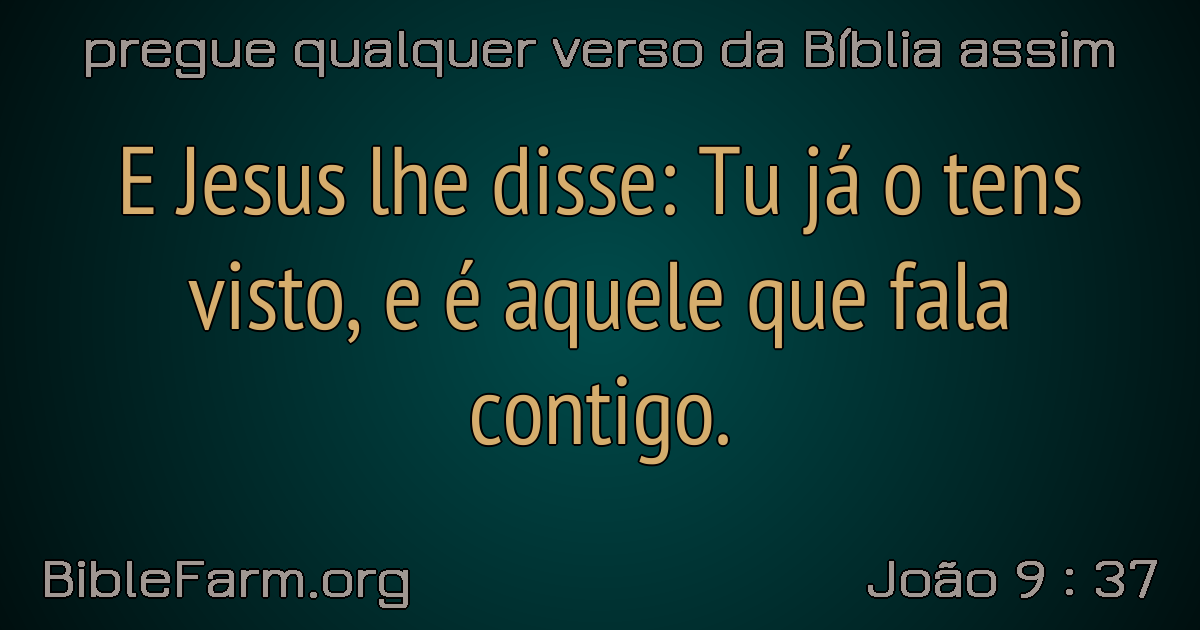 pregue qualquer verso da Bíblia assim
E Jesus lhe disse: Tu já o tens
visto, e é aquele que fala
contigo.
BibleFarm.org
João 9 : 37